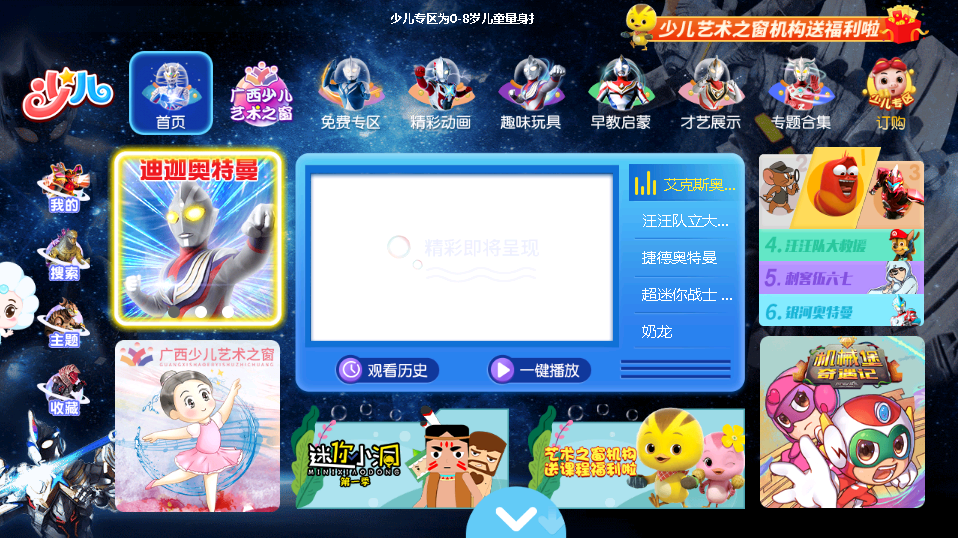 少儿专区为0-8岁儿童量身打
少儿艺术之窗机构送福利啦
少儿
首页
广西少儿
艺术之窗
免费专区
精彩动画
趣味玩具
早教启蒙
才艺展示
专题合集
少儿专区
订购
我的
搜索
主题
收藏
迪迦奥特曼
精彩即将呈现
艾克斯奥...
汪汪队立大...
捷德奥特曼
超迷你战士 ...
奶龙
观看历史
一键播放
2
1
3
4.汪汪队大救援
5.刺客伍六七
6.银河奥特曼
广西少儿艺术之窗
GUANGXISHAOERYISHUZHICHUANG
迷你小洞
MINIXIAODONG
第一季
艺术之窗机构
送课程福利啦
机械堡
奇遇记